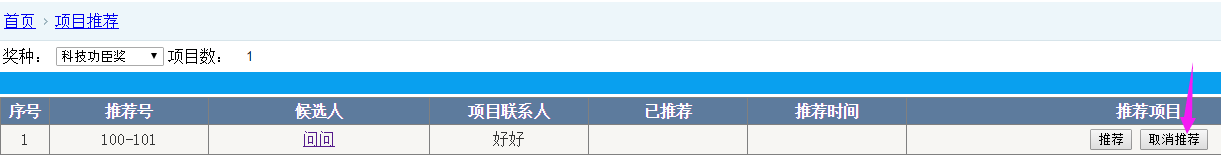 首页 > 项目推荐
奖种： 科技功臣奖 项目数： 1
序号 推荐号 候选人 项目联系人 已推荐 推荐时间 推荐项目
1 100-101 问问 好好 推荐 取消推荐